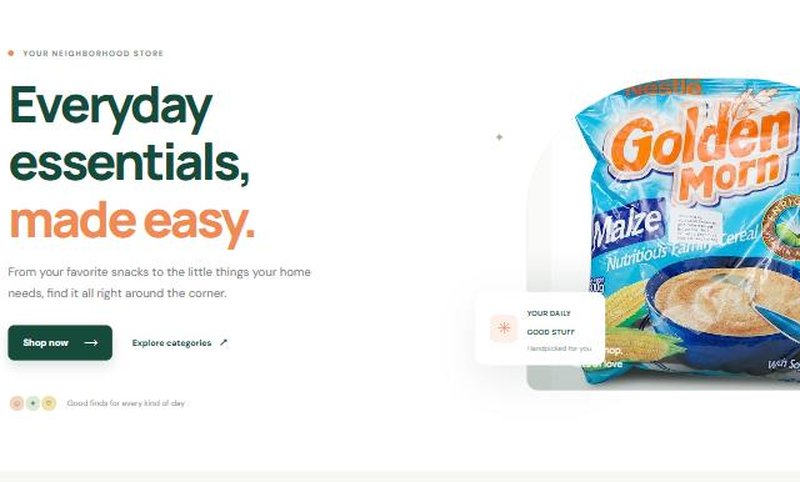 YOUR NEIGHBORHOOD STORE
Everyday
essentials,
made easy.
From your favorite snacks to the little things your home
needs, find it all right around the corner.
Shop now
Explore categories
Good finds for every kind of day
Nestlé
Golden
Morn
Maize
Nutritious Family Cereal
YOUR DAILY
GOOD STUFF
Handpicked for you